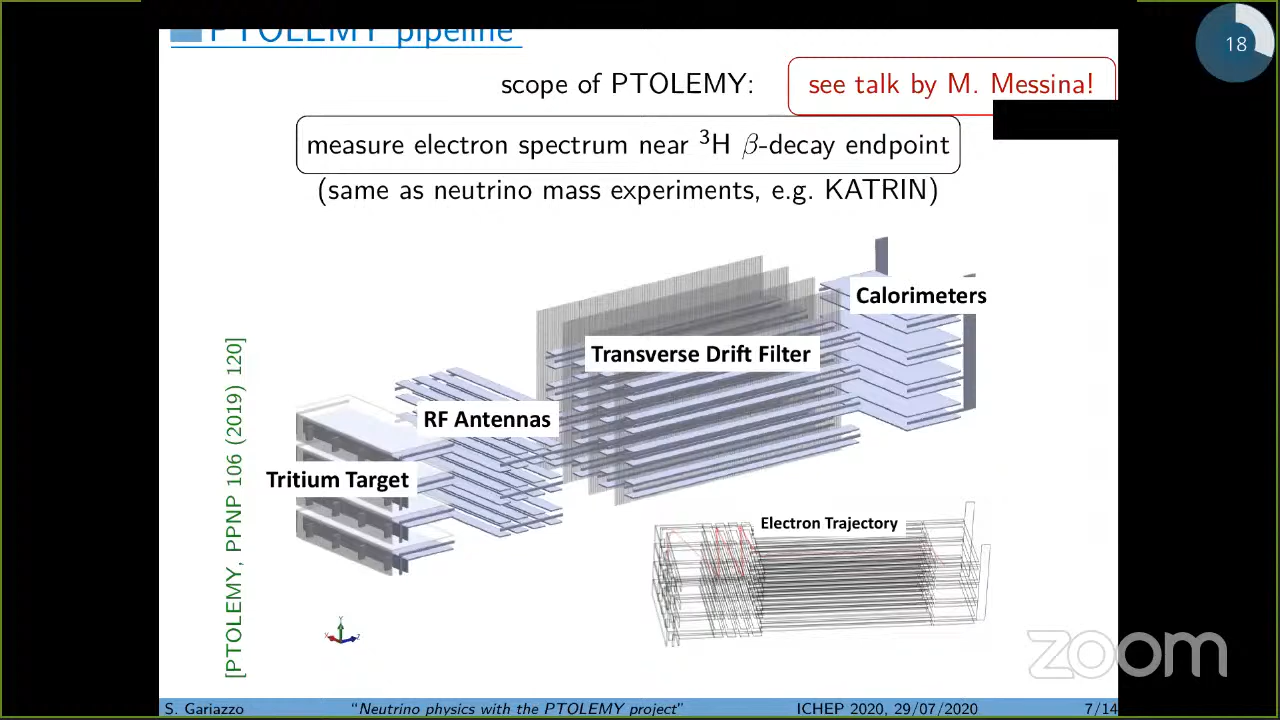 PTOLEMY pipeline
18
scope of PTOLEMY:
see talk by M. Messina!
measure electron spectrum near ³H β-decay endpoint
(same as neutrino mass experiments, e.g. KATRIN)
Calorimeters
Transverse Drift Filter
RF Antennas
Tritium Target
Electron Trajectory
[PTOLEMY, PPNP 106 (2019) 120]
Y
X
Z
zoom
S. Gariazzo
“Neutrino physics with the PTOLEMY project”
ICHEP 2020, 29/07/2020
7/14